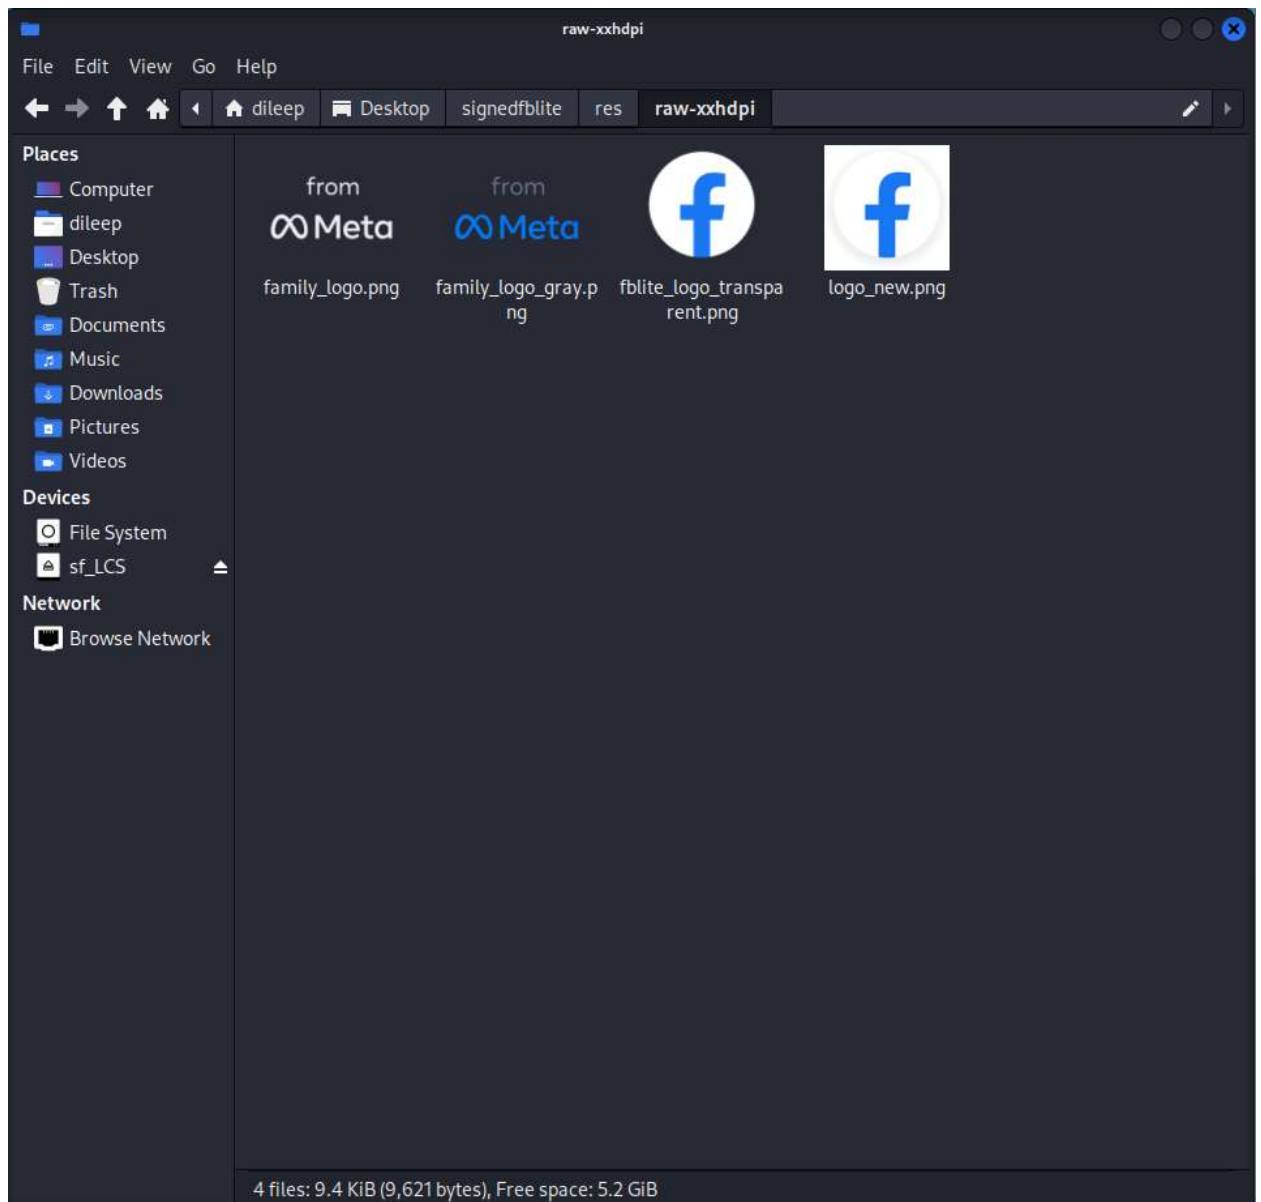 raw-xxhdpi
File Edit View Go Help
dileep Desktop signedfblite res raw-xxhdpi
Places
Computer
dileep
Desktop
Trash
Documents
Music
Downloads
Pictures
Videos
Devices
File System
sf_LCS
Network
Browse Network
from
Meta
family_logo.png
from
Meta
family_logo_gray.p
ng
fblite_logo_transpa
rent.png
logo_new.png
4 files: 9.4 KiB (9,621 bytes), Free space: 5.2 GiB